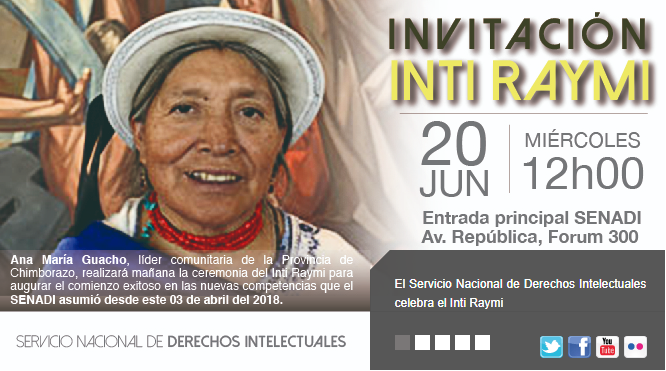 INVITACIÓN
INTI RAYMI
20
JUN
MIÉRCOLES
12h00
Entrada principal SENADI
Av. República, Forum 300
Ana María Guacho, líder comunitaria de la Provincia de
Chimborazo, realizará mañana la ceremonia del Inti Raymi para
augurar el comienzo exitoso en las nuevas competencias que el
SENADI asumió desde este 03 de abril del 2018.
El Servicio Nacional de Derechos Intelectuales
celebra el Inti Raymi
SERVICIO NACIONAL DE DERECHOS INTELECTUALES
You
Tube